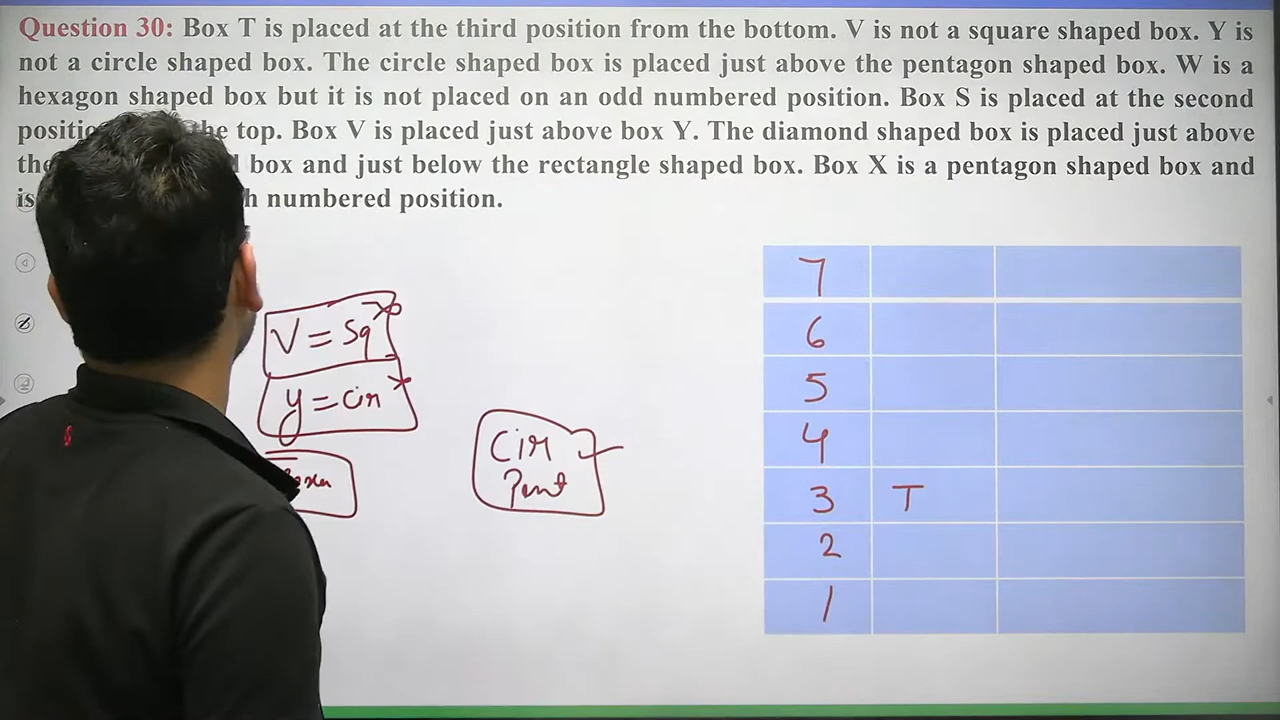 Question 30: Box T is placed at the third position from the bottom. V is not a square shaped box. Y is
not a circle shaped box. The circle shaped box is placed just above the pentagon shaped box. W is a
hexagon shaped box but it is not placed on an odd numbered position. Box S is placed at the second
the top. Box V is placed just above box Y. The diamond shaped box is placed just above
box and just below the rectangle shaped box. Box X is a pentagon shaped box and
is numbered position.
V = Sq
y = Cir
Cir
Pent
7
6
5
4
3 T
2
1